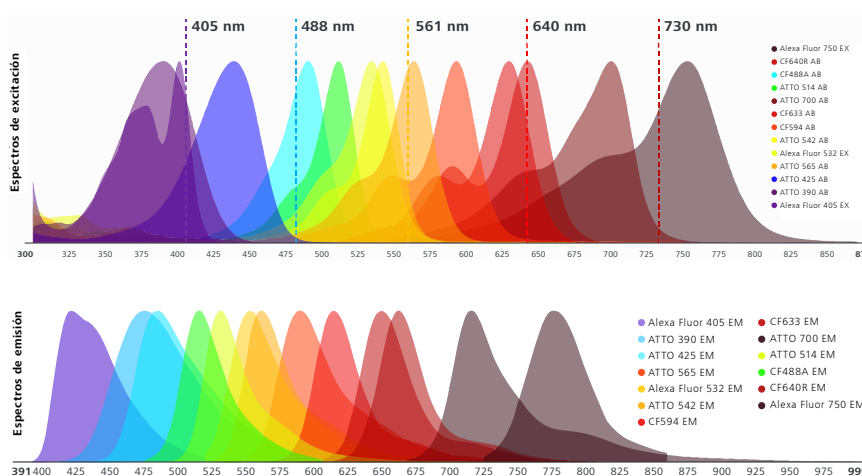 405 nm
488 nm
561 nm
640 nm
730 nm
Espectros de excitación
Alexa Fluor 750 EX
CF640R AB
CF488A AB
ATTO 514 AB
ATTO 700 AB
CF633 AB
CF594 AB
ATTO 542 AB
Alexa Fluor 532 EX
ATTO 565 AB
ATTO 425 AB
ATTO 390 AB
Alexa Fluor 405 EX
300 325 350 375 400 425 450 475 500 525 550 575 600 625 650 675 700 725 750 775 800 825 850
Espectros de emisión
Alexa Fluor 405 EM
ATTO 390 EM
ATTO 425 EM
ATTO 565 EM
Alexa Fluor 532 EM
ATTO 542 EM
CF594 EM
CF633 EM
ATTO 700 EM
ATTO 514 EM
CF488A EM
CF640R EM
Alexa Fluor 750 EM
391 400 425 450 475 500 525 550 575 600 625 650 675 700 725 750 775 800 825 850 875 900 925 950 975